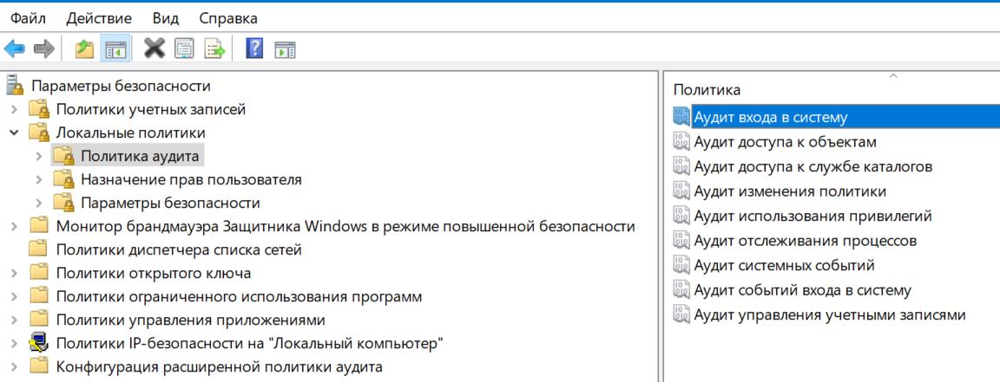 Файл Действие Вид Справка
Параметры безопасности
Политики учетных записей
Локальные политики
Политика аудита
Назначение прав пользователя
Параметры безопасности
Монитор брандмауэра Защитника Windows в режиме повышенной безопасности
Политики диспетчера списка сетей
Политики открытого ключа
Политики ограниченного использования программ
Политики управления приложениями
Политики IP-безопасности на "Локальный компьютер"
Конфигурация расширенной политики аудита
Политика
Аудит входа в систему
Аудит доступа к объектам
Аудит доступа к службе каталогов
Аудит изменения политики
Аудит использования привилегий
Аудит отслеживания процессов
Аудит системных событий
Аудит событий входа в систему
Аудит управления учетными записями